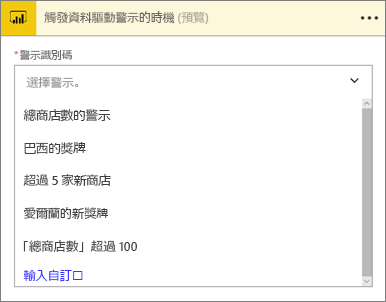 觸發資料驅動警示的時機 (預覽)
*警示識別碼
選擇警示。
總商店數的警示
巴西的獎牌
超過 5 家新商店
愛爾蘭的新獎牌
「總商店數」超過 100
輸入自訂口